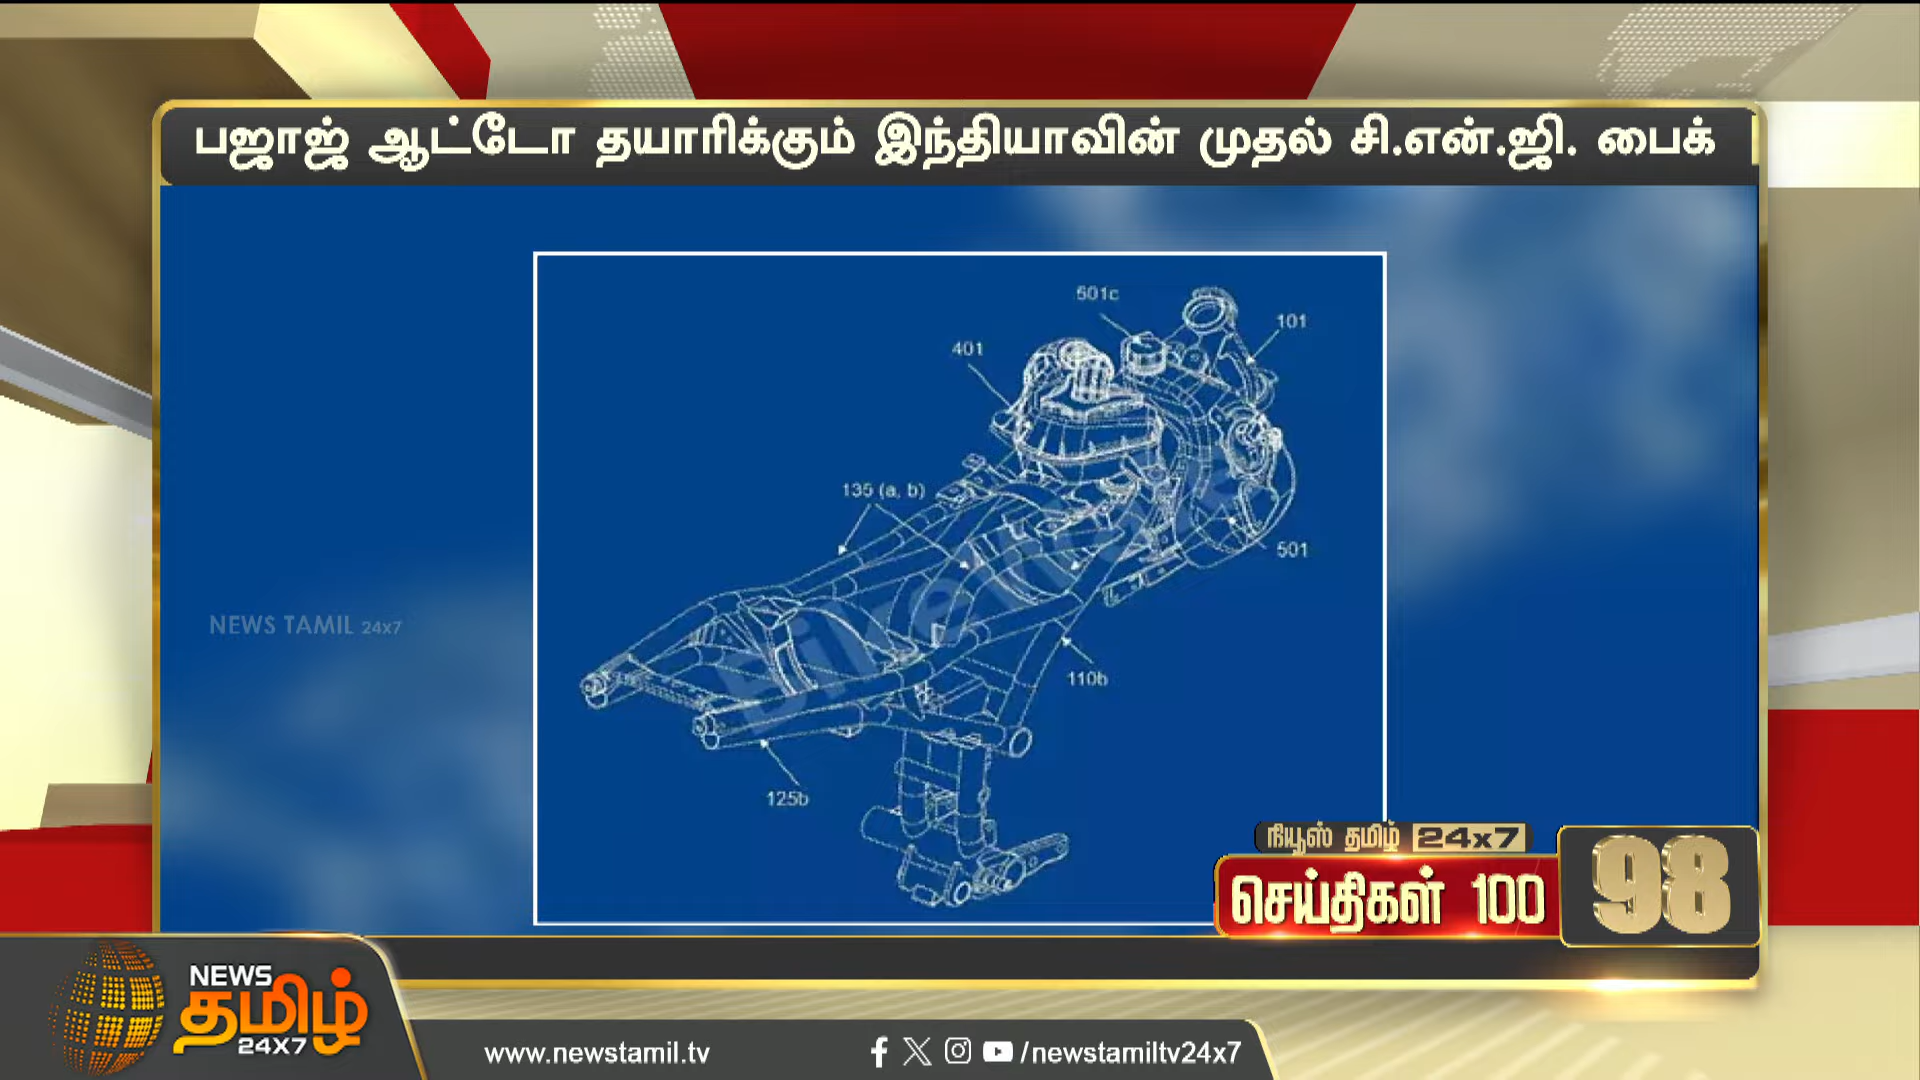 பஜாஜ் ஆட்டோ தயாரிக்கும் இந்தியாவின் முதல் சி.என்.ஜி. பைக்
501c
101
401
135 (a, b)
501
NEWS TAMIL 24x7
110b
125b
நியூஸ் தமிழ் 24x7
செய்திகள் 100
98
NEWS
தமிழ்
24X7
www.newstamil.tv
/newstamiltv24x7